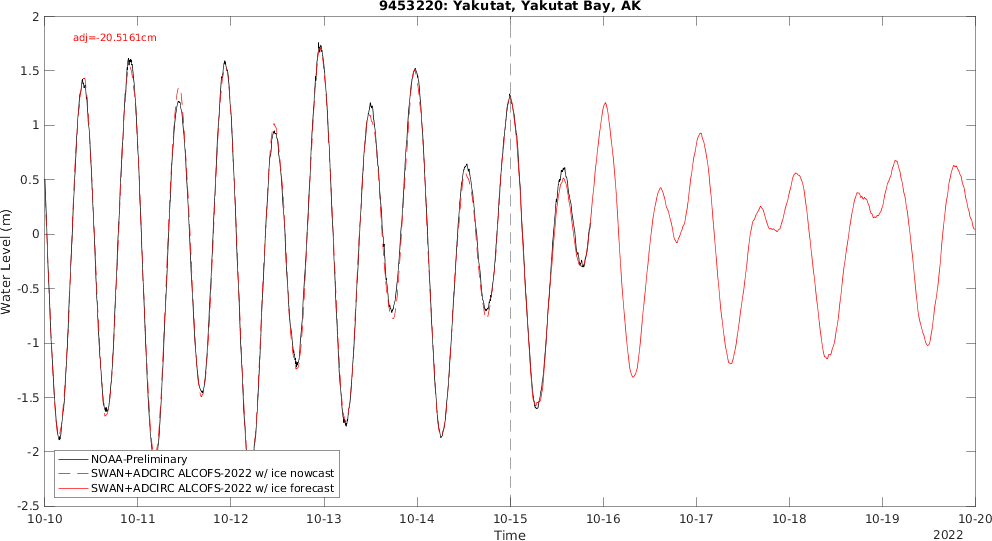 9453220: Yakutat, Yakutat Bay, AK
adj=-20.5161cm
2
1.5
1
0.5
0
-0.5
-1
-1.5
-2
-2.5
Water Level (m)
NOAA-Preliminary
SWAN+ADCIRC ALCOFS-2022 w/ ice nowcast
SWAN+ADCIRC ALCOFS-2022 w/ ice forecast
10-10 10-11 10-12 10-13 10-14 10-15 10-16 10-17 10-18 10-19 10-20
Time
2022